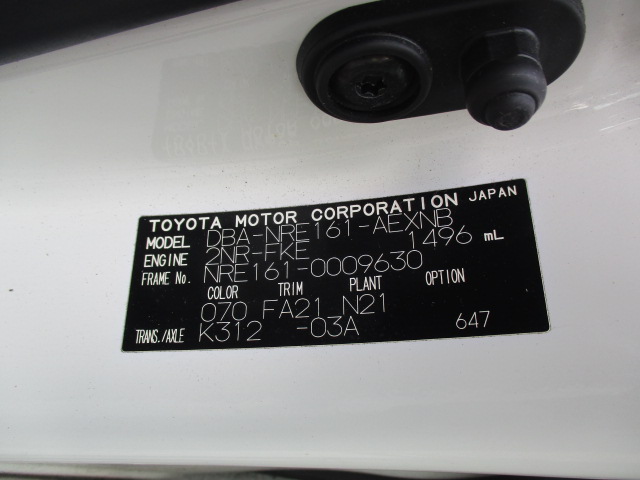 TOYOTA MOTOR CORPORATION JAPAN
MODEL DBA-NRE161-AEXNB
ENGINE 2NR-FKE 1496 mL
FRAME No. NRE161-0009630
COLOR TRIM PLANT OPTION
070 FA21 N21
TRANS./AXLE K312 -03A 647